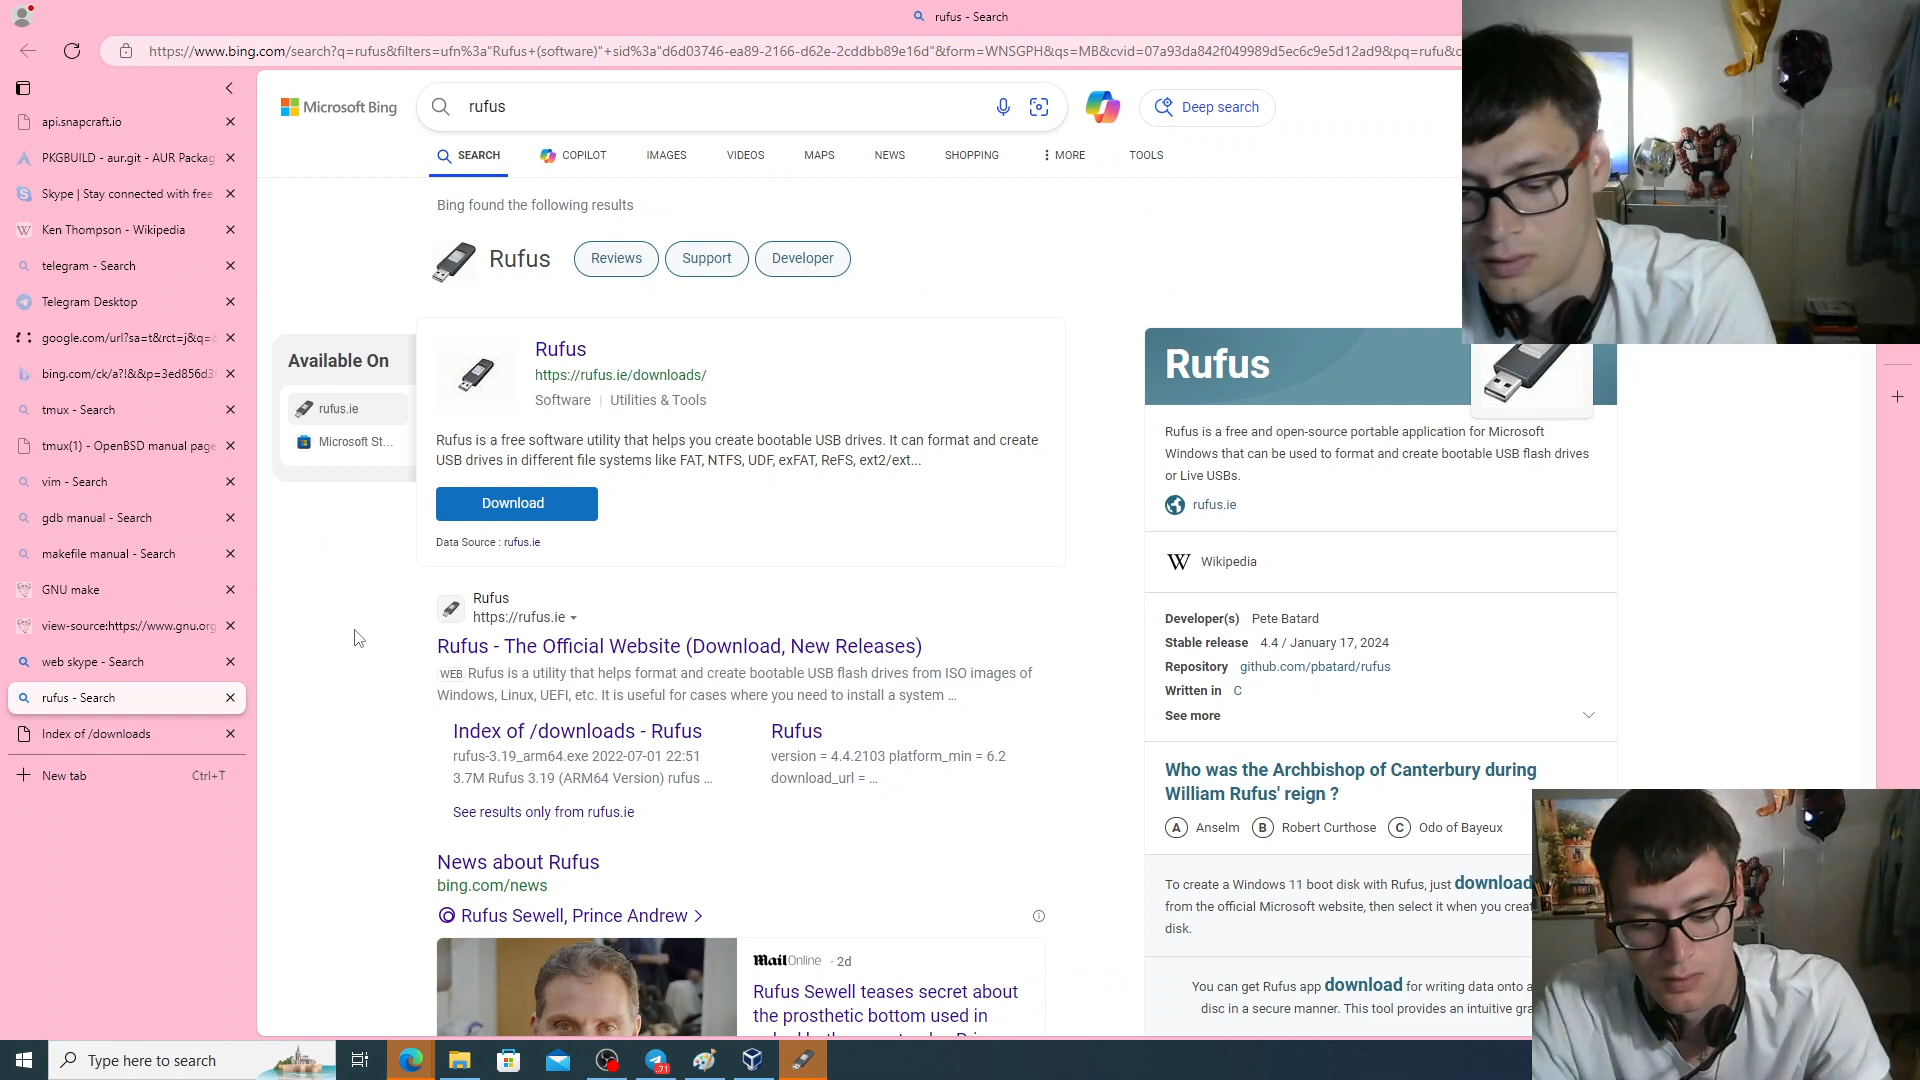 rufus - Search
https://www.bing.com/search?q=rufus&filters=ufn%3a"Rufus+(software)"+sid%3a"d6d03746-ea89-2166-d62e-2cddbb89e16d"&form=WNSGPH&qs=MB&cvid=07a93da842f049989d5ec6c9e5d12ad9&pq=rufu&c
api.snapcraft.io
PKGBUILD - aur.git - AUR Packag
Skype | Stay connected with free
Ken Thompson - Wikipedia
telegram - Search
Telegram Desktop
google.com/url?sa=t&rct=j&q=&
bing.com/ck/a?!&&p=3ed856d3
tmux - Search
tmux(1) - OpenBSD manual page
vim - Search
gdb manual - Search
makefile manual - Search
GNU make
view-source:https://www.gnu.org
web skype - Search
rufus - Search
Index of /downloads
New tab Ctrl+T
Microsoft Bing
rufus
Deep search
SEARCH COPILOT IMAGES VIDEOS MAPS NEWS SHOPPING MORE TOOLS
Bing found the following results
Rufus Reviews Support Developer
Available On
rufus.ie
Microsoft St...
Rufus
https://rufus.ie/downloads/
Software | Utilities & Tools
Rufus is a free software utility that helps you create bootable USB drives. It can format and create
USB drives in different file systems like FAT, NTFS, UDF, exFAT, ReFS, ext2/ext...
Download
Data Source : rufus.ie
Rufus
https://rufus.ie
Rufus - The Official Website (Download, New Releases)
WEB Rufus is a utility that helps format and create bootable USB flash drives from ISO images of
Windows, Linux, UEFI, etc. It is useful for cases where you need to install a system ...
Index of /downloads - Rufus
rufus-3.19_arm64.exe 2022-07-01 22:51
3.7M Rufus 3.19 (ARM64 Version) rufus ...
Rufus
version = 4.4.2103 platform_min = 6.2
download_url = ...
See results only from rufus.ie
News about Rufus
bing.com/news
Rufus Sewell, Prince Andrew
Mail Online · 2d
Rufus Sewell teases secret about
the prosthetic bottom used in
Rufus
Rufus is a free and open-source portable application for Microsoft
Windows that can be used to format and create bootable USB flash drives
or Live USBs.
rufus.ie
W Wikipedia
Developer(s) Pete Batard
Stable release 4.4 / January 17, 2024
Repository github.com/pbatard/rufus
Written in C
See more
Who was the Archbishop of Canterbury during
William Rufus' reign ?
A Anselm B Robert Curthose C Odo of Bayeux
To create a Windows 11 boot disk with Rufus, just download
from the official Microsoft website, then select it when you creat
disk.
You can get Rufus app download for writing data onto a
disc in a secure manner. This tool provides an intuitive gra
Type here to search
71